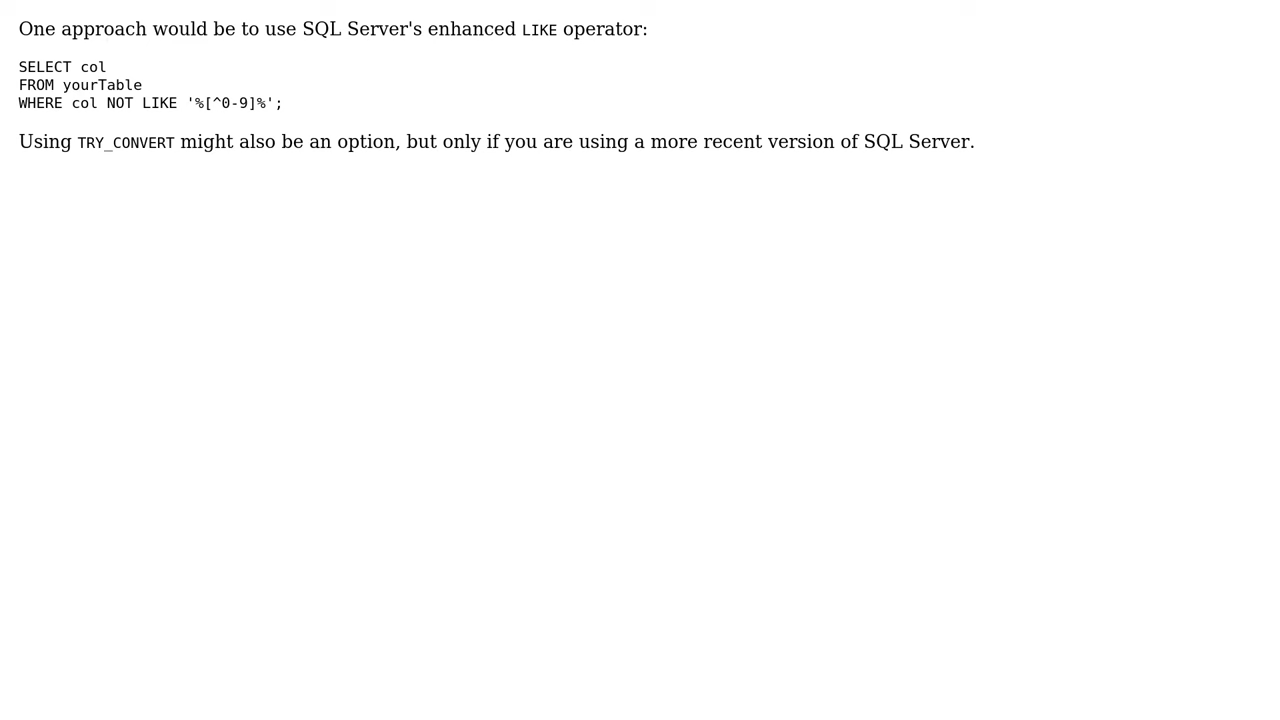 One approach would be to use SQL Server's enhanced LIKE operator:
SELECT col
FROM yourTable
WHERE col NOT LIKE '%[^0-9]%';
Using TRY_CONVERT might also be an option, but only if you are using a more recent version of SQL Server.